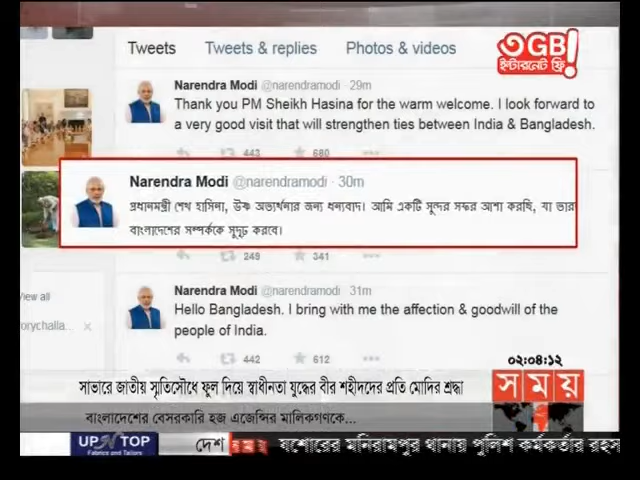 Tweets Tweets & replies Photos & videos
৩GB!
ইন্টারনেট ফ্রি!
Narendra Modi @narendramodi · 29m
Thank you PM Sheikh Hasina for the warm welcome. I look forward to
a very good visit that will strengthen ties between India & Bangladesh.
443 680
Narendra Modi @narendramodi · 30m
প্রধানমন্ত্রী শেখ হাসিনা, উষ্ণ অভ্যর্থনার জন্য ধন্যবাদ। আমি একটি সুন্দর সফর আশা করছি, যা ভার
বাংলাদেশের সম্পর্ককে সুদৃঢ় করবে।
249 341
Narendra Modi @narendramodi · 31m
Hello Bangladesh. I bring with me the affection & goodwill of the
people of India.
442 612
View all
orychalla...
০২:০৪:১২
সাভারে জাতীয় স্মৃতিসৌধে ফুল দিয়ে স্বাধীনতা যুদ্ধের বীর শহীদদের প্রতি মোদির শ্রদ্ধা
সময়
বাংলাদেশের বেসরকারি হজ এজেন্সির মালিকগণকে...
UP N TOP
Fabrics and Tailors
দেশ সময় যশোরের মনিরামপুর থানায় পুলিশ কর্মকর্তার রহস